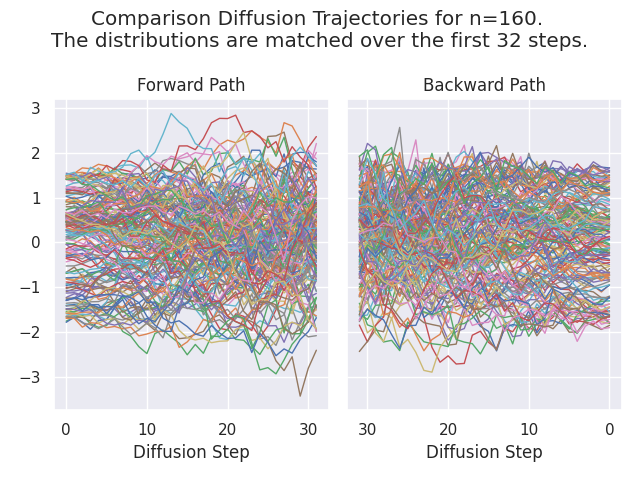 Comparison Diffusion Trajectories for n=160.
The distributions are matched over the first 32 steps.
Forward Path
Backward Path
3
2
1
0
−1
−2
−3
0 10 20 30
30 20 10 0
Diffusion Step
Diffusion Step